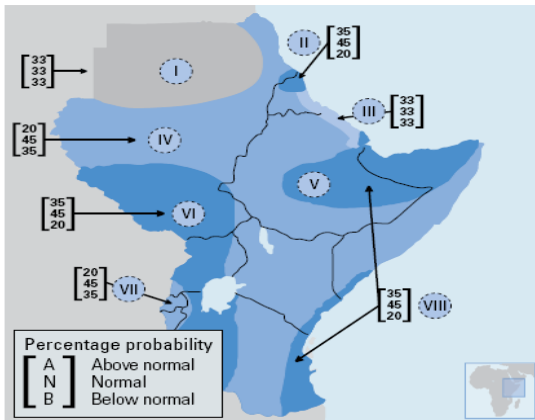 I
33
33
33
II
35
45
20
III
33
33
33
IV
20
45
35
V
VI
35
45
20
VII
20
45
35
VIII
35
45
20
Percentage probability
A Above normal
N Normal
B Below normal